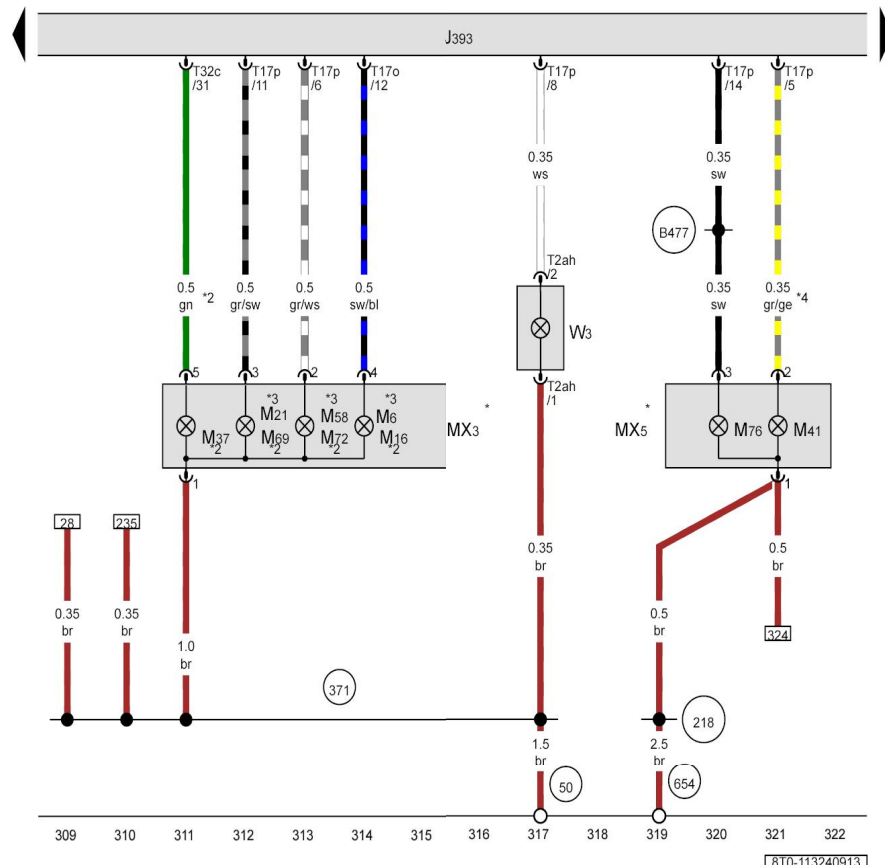 J393
T32c T17p T17p T17o T17p T17p T17p
/31 /11 /6 /12 /8 /14 /5
0.35 0.35 0.35
ws sw
B477
T2ah
/2
0.5 0.5 0.5 0.5 0.35 0.35
gn *2 gr/sw gr/ws sw/bl sw gr/ge *4
W3
5 3 2 4 3 2
T2ah
/1
*3 *3 *3
M21 M58 M6
M37 M69 M72 M16 MX3 * MX5 * M76 M41
*2 *2 *2 *2
1 1
28 235
0.35 0.5
br br
0.35 0.35 0.5
br br br
324
1.0
br
371
218
1.5 2.5
br br
50 654
309 310 311 312 313 314 315 316 317 318 319 320 321 322
8T0-113240913